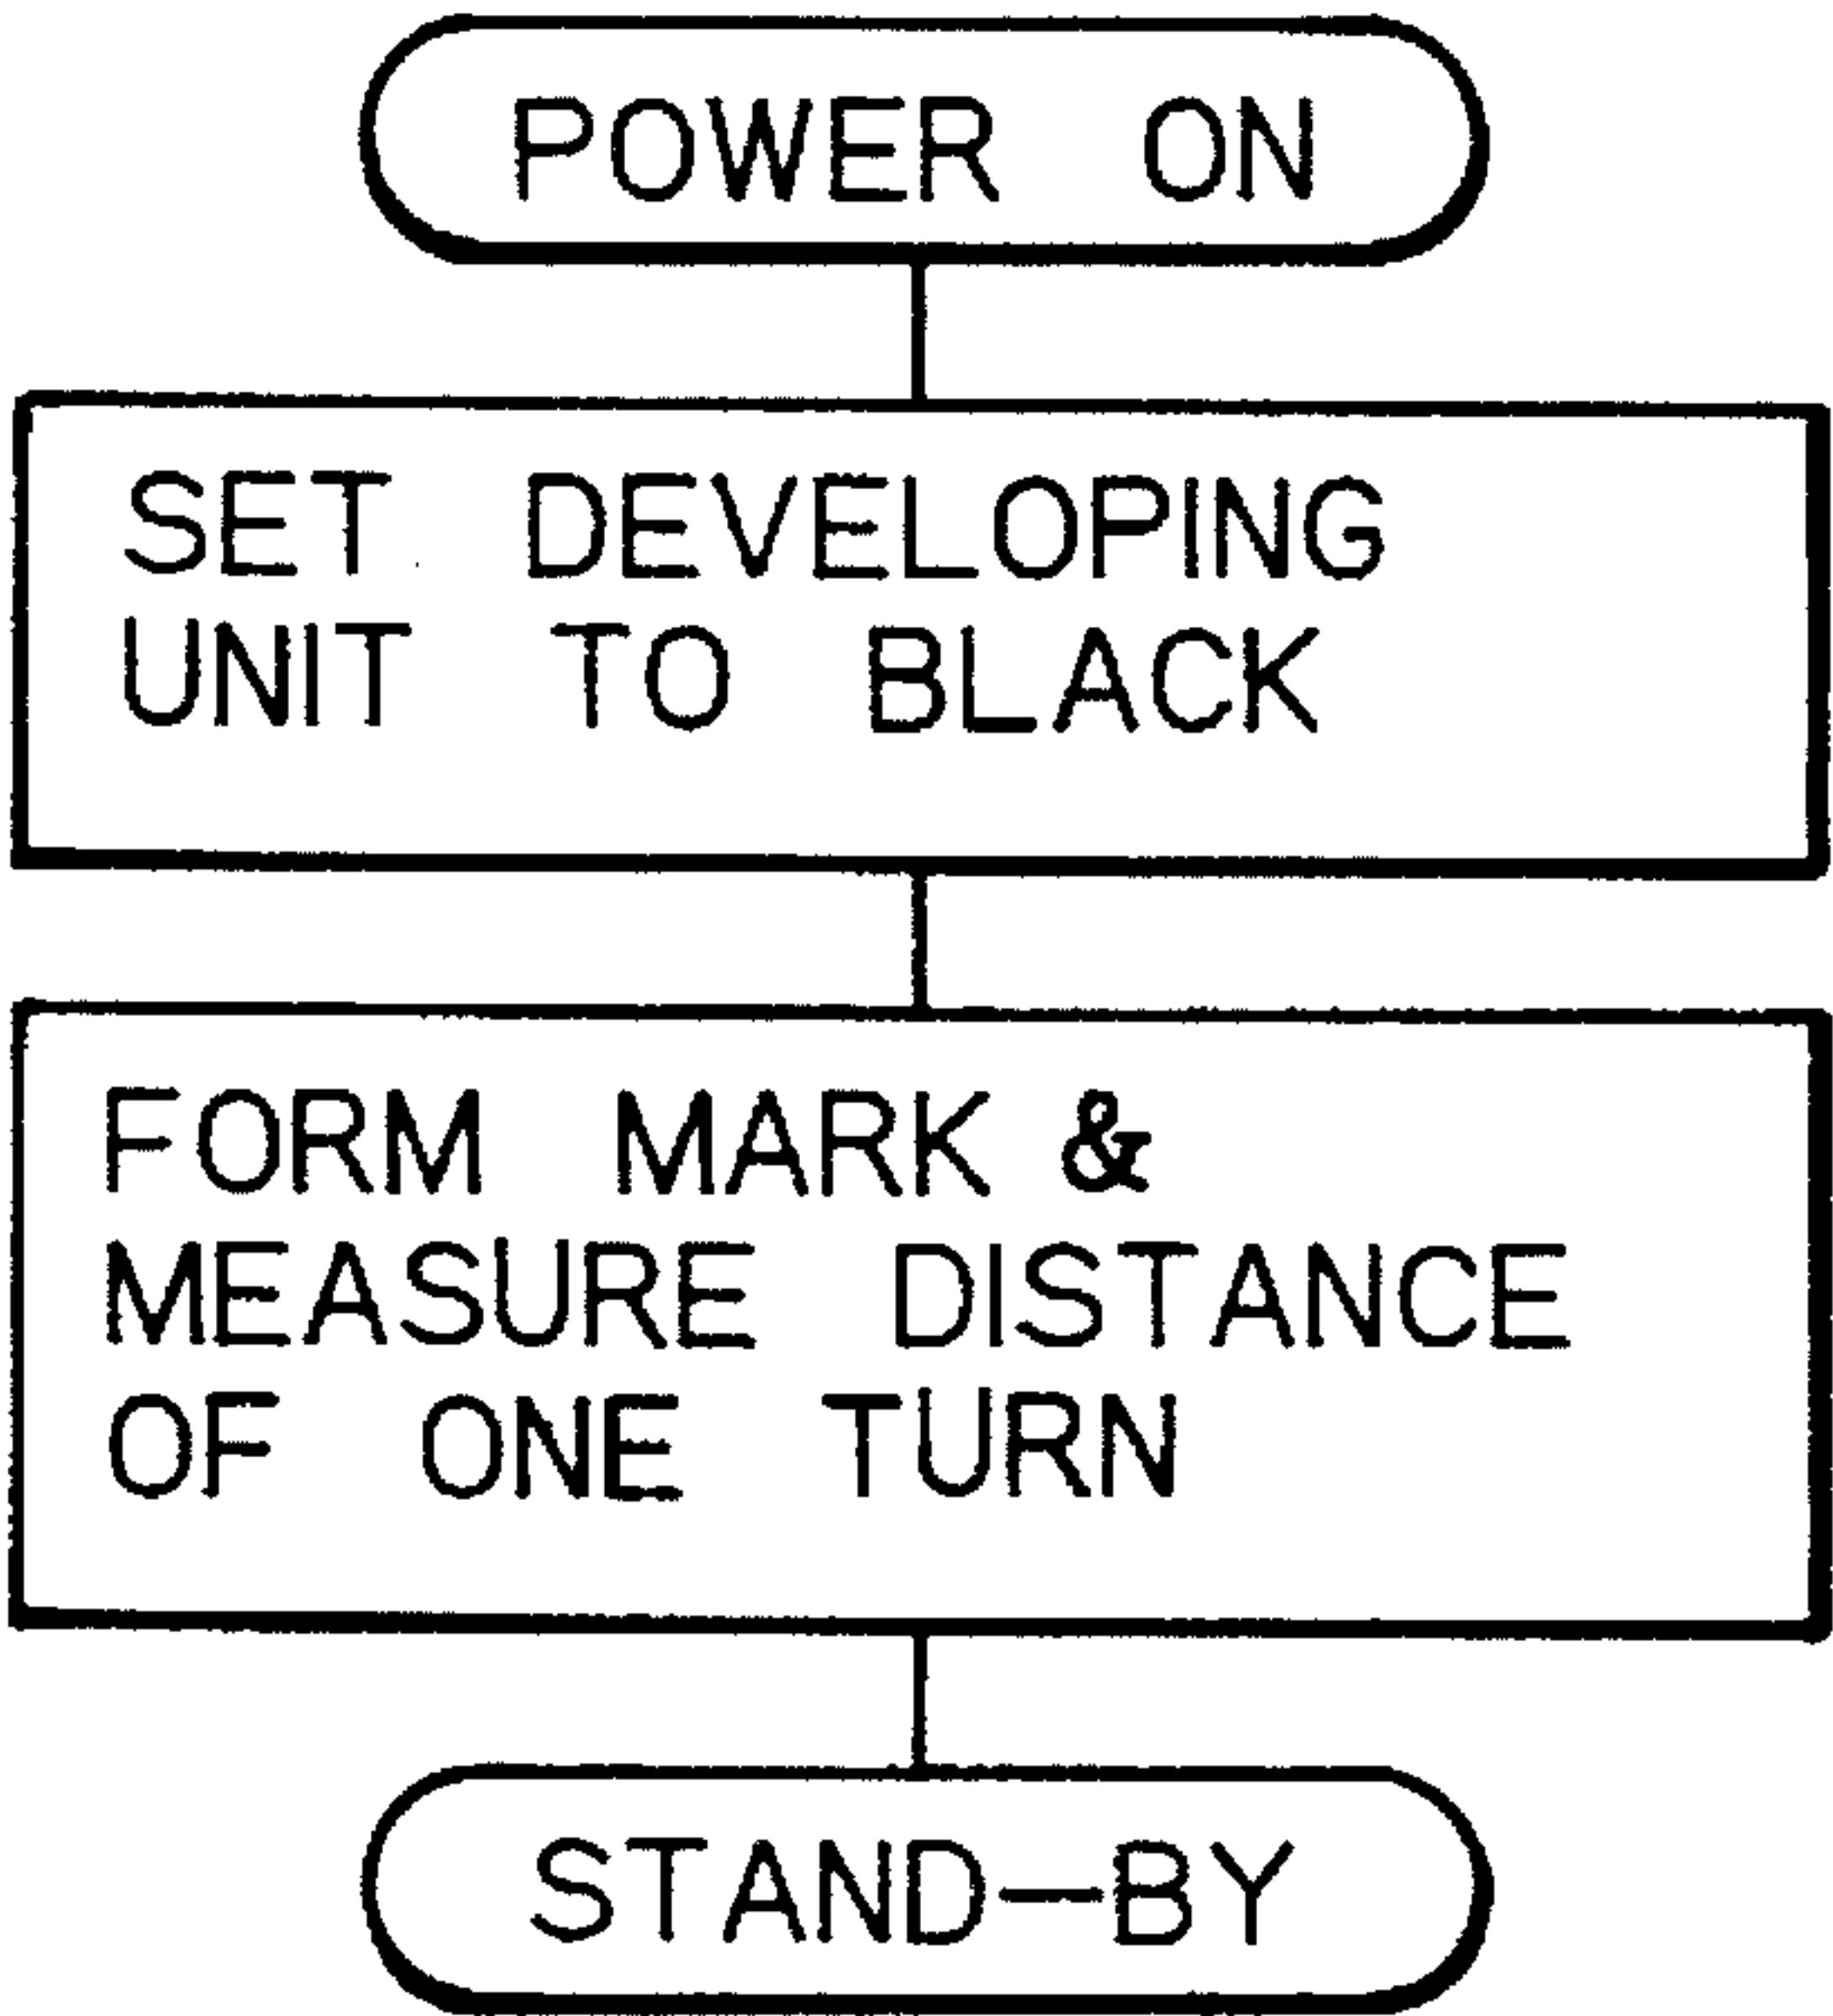 POWER ON
SET DEVELOPING
UNIT TO BLACK
FORM MARK &
MEASURE DISTANCE
OF ONE TURN
STAND-BY